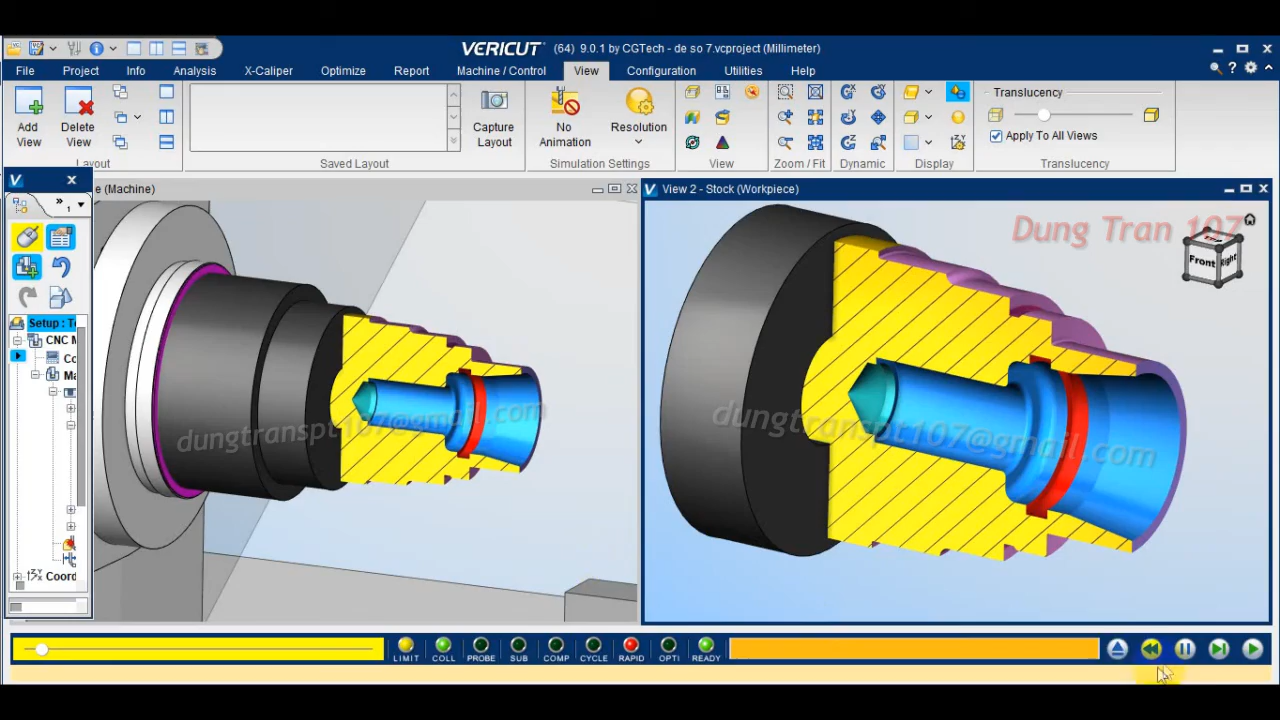 VERICUT (64) 9.0.1 by CGTech - de so 7.vcproject (Millimeter)
File Project Info Analysis X-Caliper Optimize Report Machine / Control View Configuration Utilities Help
Add View
Delete View
Capture Layout
No Animation
Resolution
Translucency
Apply To All Views
Layout Saved Layout Simulation Settings View Zoom / Fit Dynamic Display Translucency
e (Machine)
View 2 - Stock (Workpiece)
Dung Tran 107
Front Right
1
Setup : T
CNC M
Co
Ma
Coord
dungtranspt107@gmail.com
dungtranspt107@gmail.com
LIMIT COLL PROBE SUB COMP CYCLE RAPID OPTI READY